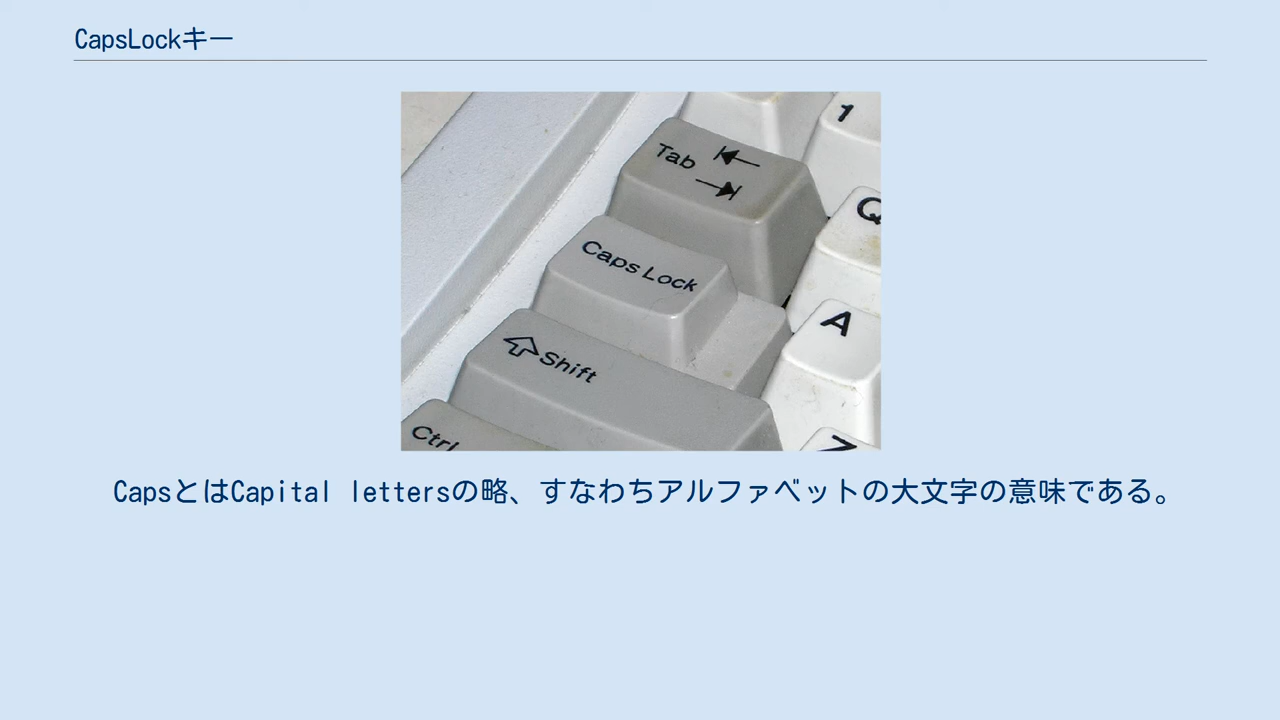 CapsLockキー
1
Tab
Q
Caps Lock
A
Shift
Ctrl
Z
CapsとはCapital lettersの略、すなわちアルファベットの大文字の意味である。